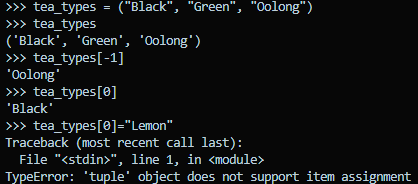 >>> tea_types = ("Black", "Green", "Oolong")
>>> tea_types
('Black', 'Green', 'Oolong')
>>> tea_types[-1]
'Oolong'
>>> tea_types[0]
'Black'
>>> tea_types[0]="Lemon"
Traceback (most recent call last):
  File "<stdin>", line 1, in <module>
TypeError: 'tuple' object does not support item assignment